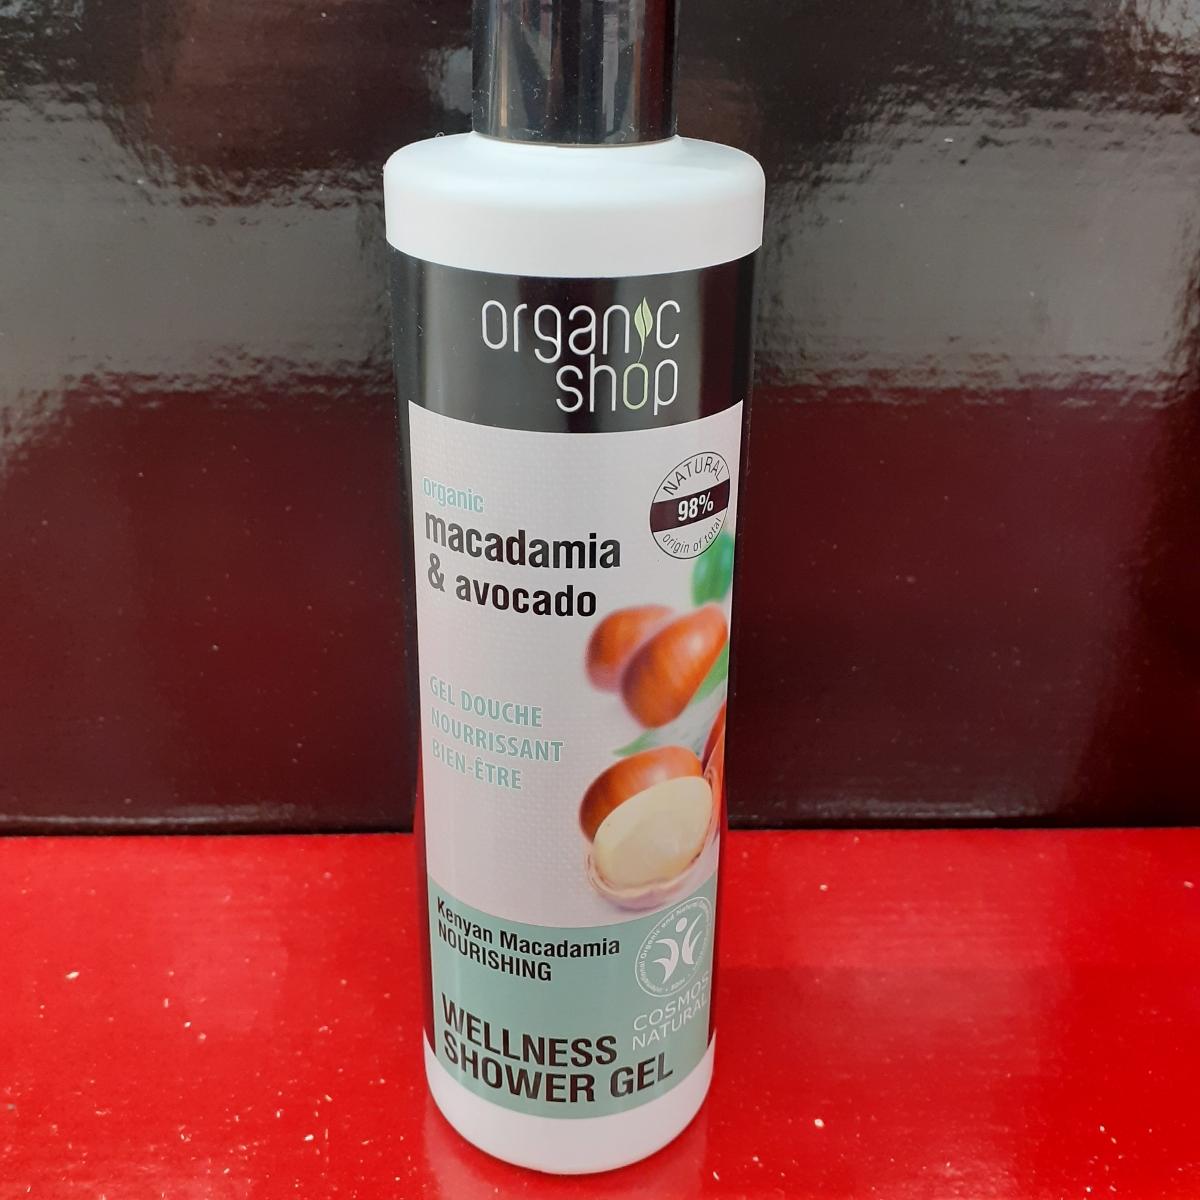 organic
shop
NATURAL
98%
origin of total
organic
macadamia
& avocado
GEL DOUCHE
NOURRISSANT
BIEN-ÊTRE
Kenyan Macadamia
NOURISHING
COSMOS
NATURAL
WELLNESS
SHOWER GEL